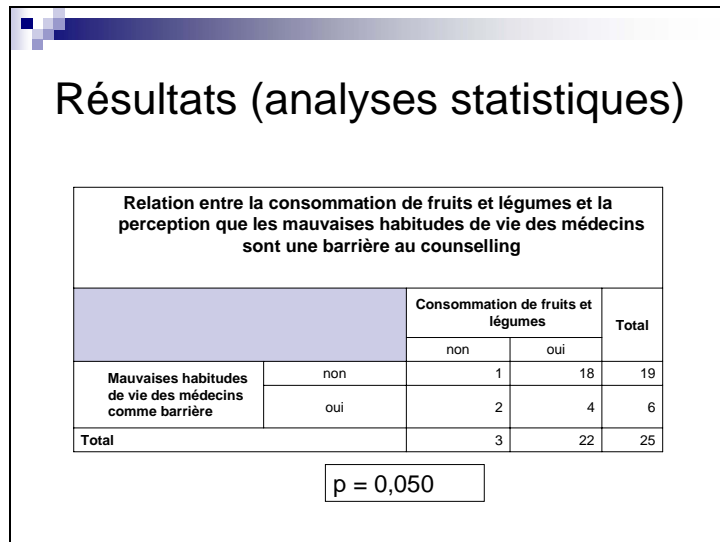 Résultats (analyses statistiques)
Relation entre la consommation de fruits et légumes et la
perception que les mauvaises habitudes de vie des médecins
sont une barrière au counselling
Consommation de fruits et
légumes
Total
non oui
Mauvaises habitudes
de vie des médecins
comme barrière
non 1 18 19
oui 2 4 6
Total 3 22 25
p = 0,050